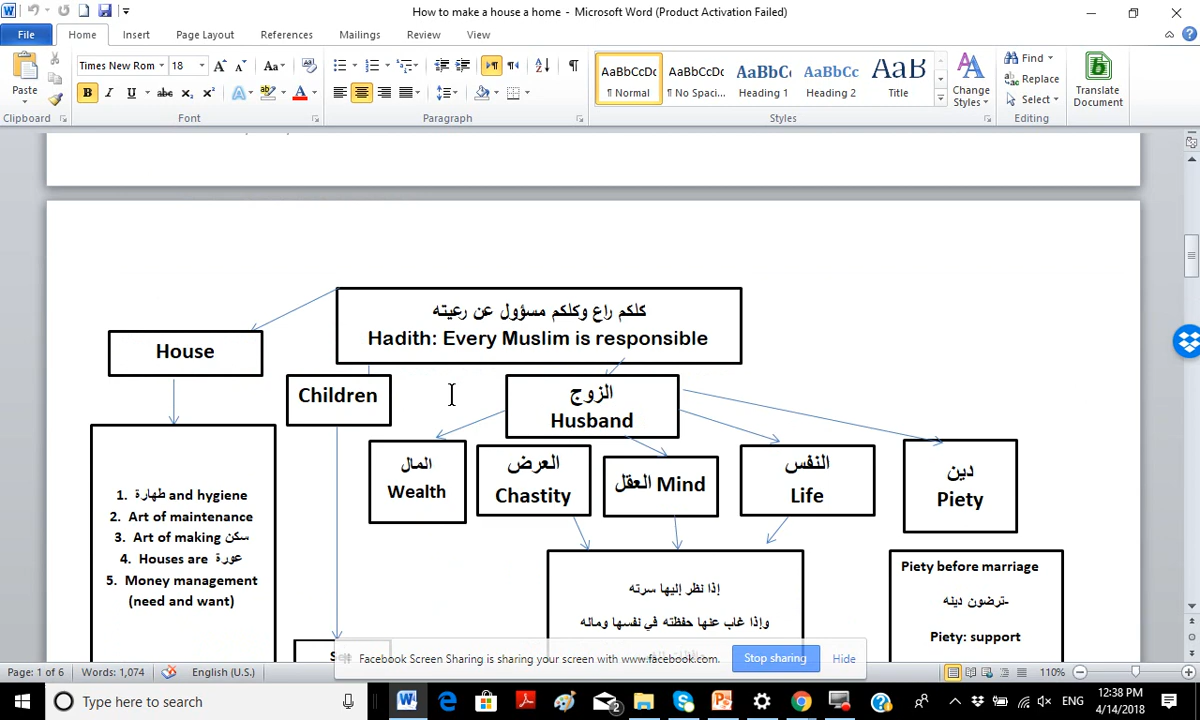 How to make a house a home - Microsoft Word (Product Activation Failed)
File Home Insert Page Layout References Mailings Review View
Paste
Clipboard
Times New Rom 18
Font
Paragraph
AaBbCcDc AaBbCcDc AaBbCc AaBbCc AaB
¶ Normal ¶ No Spaci... Heading 1 Heading 2 Title
Change Styles
Styles
Find
Replace
Select
Editing
Translate Document
كلكم راع وكلكم مسؤول عن رعيته
Hadith: Every Muslim is responsible
House
Children
الزوج
Husband
المال
Wealth
العرض
Chastity
العقل Mind
النفس
Life
دين
Piety
1. طهارة and hygiene
2. Art of maintenance
3. Art of making سكن
4. Houses are عورة
5. Money management
(need and want)
إذا نظر إليها سرته
وإذا غاب عنها حفظته في نفسها وماله
Piety before marriage
ترضون دينه-
Piety: support
Facebook Screen Sharing is sharing your screen with www.facebook.com.
Stop sharing
Hide
Page: 1 of 6 Words: 1,074 English (U.S.) 110%
Type here to search
2
ENG
12:38 PM
4/14/2018